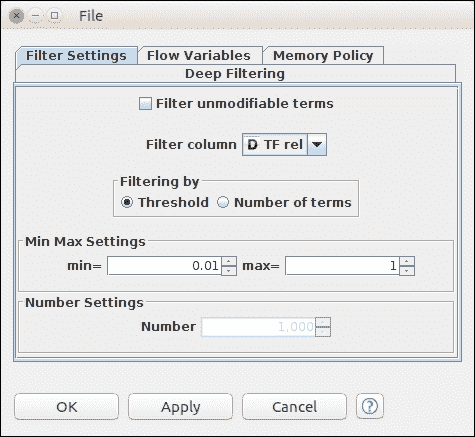 File
Filter Settings Flow Variables Memory Policy
Deep Filtering
Filter unmodifiable terms
Filter column D TF rel
Filtering by
Threshold Number of terms
Min Max Settings
min= 0.01 max= 1
Number Settings
Number 1,000
OK Apply Cancel ?